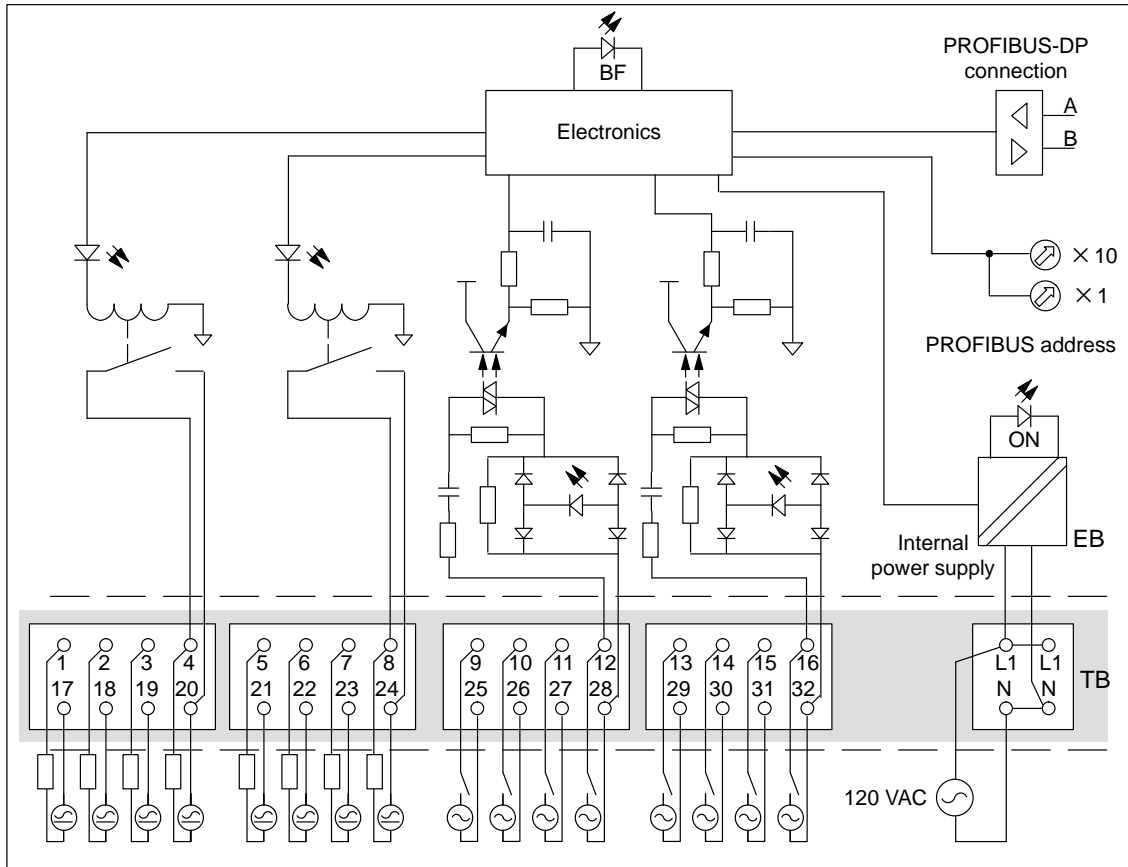 BF
PROFIBUS-DP
connection
Electronics
A
B
× 10
× 1
PROFIBUS address
ON
Internal
power supply
EB
1 2 3 4
17 18 19 20
5 6 7 8
21 22 23 24
9 10 11 12
25 26 27 28
13 14 15 16
29 30 31 32
L1 L1
N N
TB
120 VAC